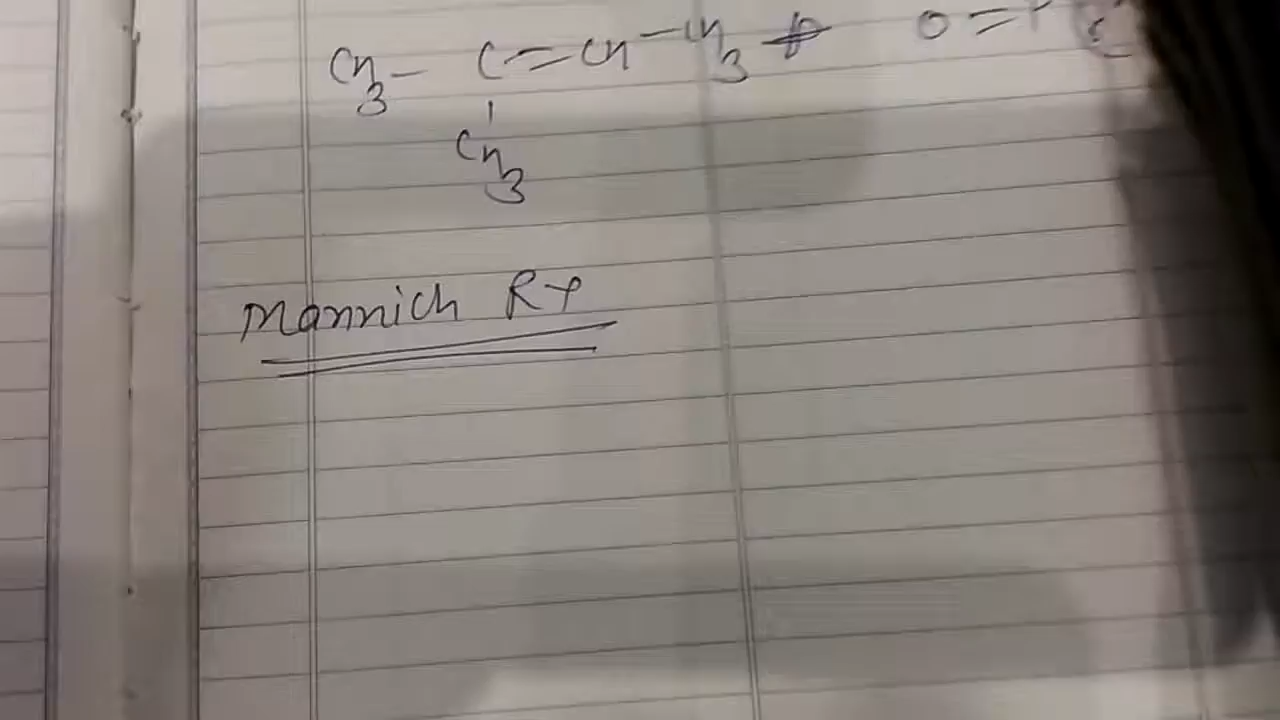 CH3 - C = CH - CH3 + O = P
CH3
Mannich Rx